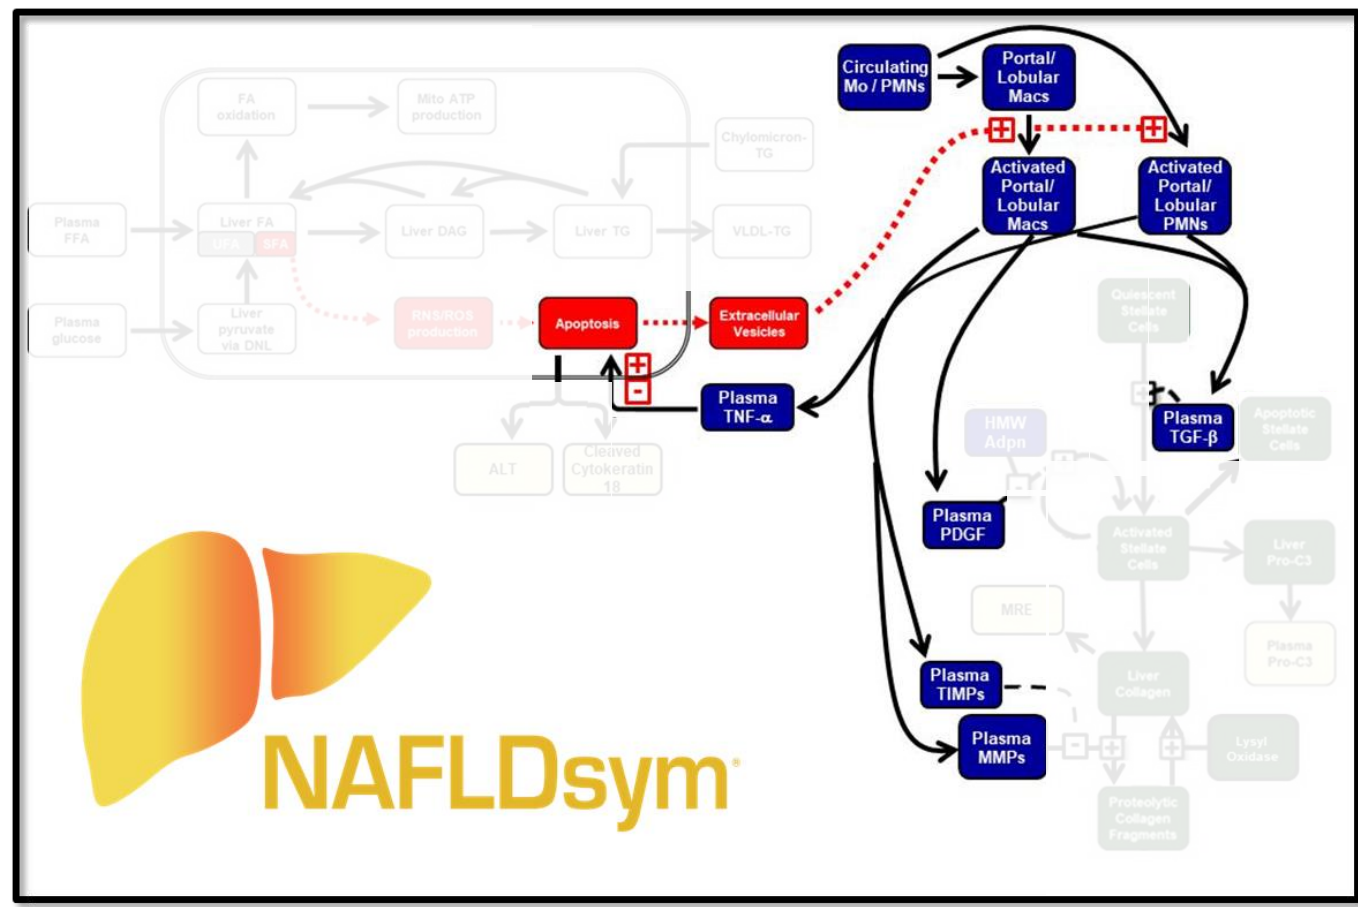 Circulating
Mo / PMNs
Portal/
Lobular
Macs
FA
oxidation
Mito ATP
production
Chylomicron-
TG
Activated
Portal/
Lobular
Macs
Activated
Portal/
Lobular
PMNs
Plasma
FFA
Liver FA
UFA
SFA
Liver DAG
Liver TG
VLDL-TG
Plasma
glucose
Liver
pyruvate
via DNL
RNS/ROS
production
Apoptosis
Extracellular
Vesicles
Quiescent
Stellate
Cells
Plasma
TNF-α
HMW
Adpn
Plasma
TGF-β
Apoptotic
Stellate
Cells
ALT
Cleaved
Cytokeratin
18
Plasma
PDGF
Activated
Stellate
Cells
Liver
Pro-C3
MRE
Plasma
Pro-C3
Plasma
TIMPs
Liver
Collagen
Plasma
MMPs
Lysyl
Oxidase
Proteolytic
Collagen
Fragments
NAFLDsym®